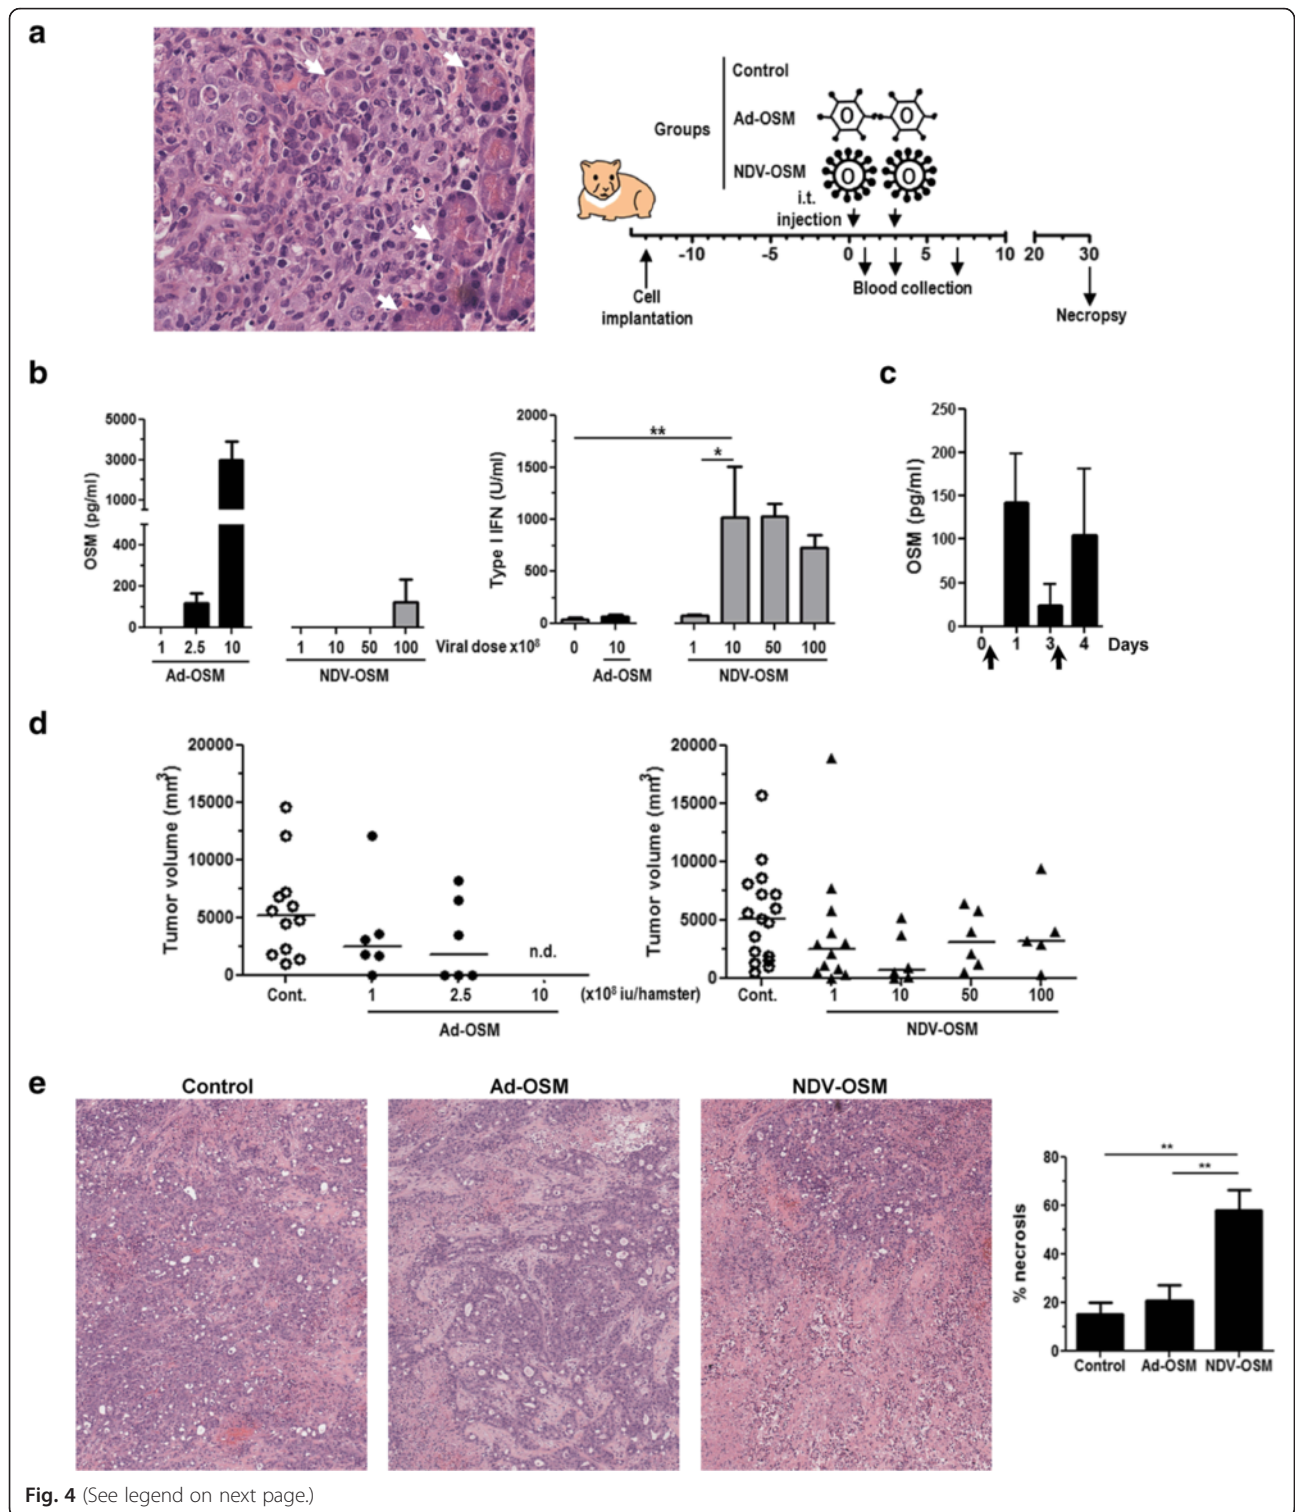 a
Control
Groups
Ad-OSM
NDV-OSM
i.t.
injection
-10 -5 0 5 10 20 30
Cell
implantation
Blood collection
Necropsy
b
OSM (pg/ml)
5000
3000
1000
400
200
0
1 2.5 10
Ad-OSM
1 10 50 100
NDV-OSM
Viral dose x10⁸
Type I IFN (U/ml)
2000
1500
1000
500
0
**
*
0 10
Ad-OSM
1 10 50 100
NDV-OSM
c
OSM (pg/ml)
250
200
150
100
50
0
0 1 3 4 Days
d
Tumor volume (mm³)
20000
15000
10000
5000
0
n.d.
Cont. 1 2.5 10 (x10⁸ iu/hamster)
Ad-OSM
Tumor volume (mm³)
20000
15000
10000
5000
0
Cont. 1 10 50 100
NDV-OSM
e
Control Ad-OSM NDV-OSM
% necrosis
80
60
40
20
0
**
**
Control Ad-OSM NDV-OSM
Fig. 4 (See legend on next page.)